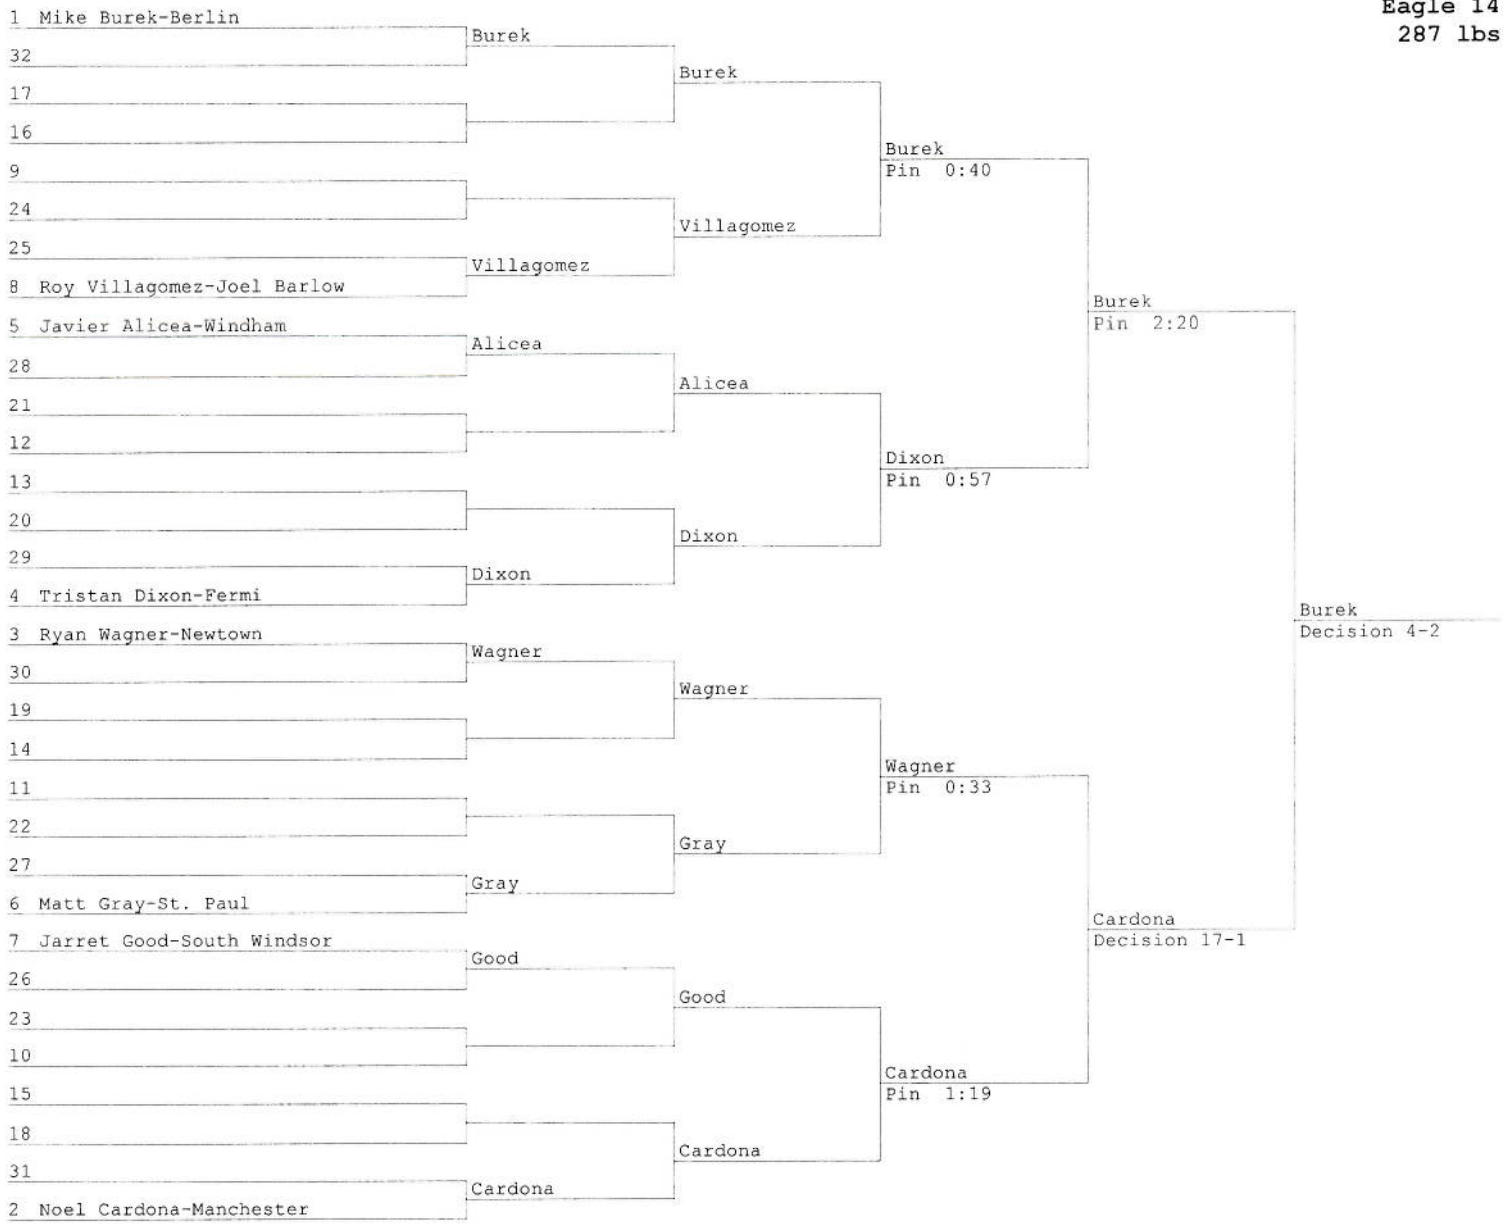 Eagle 14
287 lbs
1 Mike Burek-Berlin
32
17
16
9
24
25
8 Roy Villagomez-Joel Barlow
5 Javier Alicea-Windham
28
21
12
13
20
29
4 Tristan Dixon-Fermi
3 Ryan Wagner-Newtown
30
19
14
11
22
27
6 Matt Gray-St. Paul
7 Jarret Good-South Windsor
26
23
10
15
18
31
2 Noel Cardona-Manchester
Burek
Villagomez
Alicea
Dixon
Wagner
Gray
Good
Cardona
Burek
Villagomez
Alicea
Dixon
Wagner
Gray
Good
Cardona
Burek
Pin 0:40
Dixon
Pin 0:57
Wagner
Pin 0:33
Cardona
Pin 1:19
Burek
Pin 2:20
Cardona
Decision 17-1
Burek
Decision 4-2